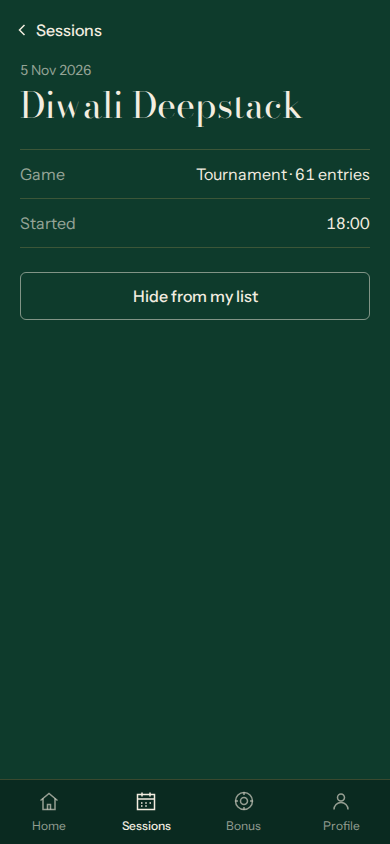 Sessions
5 Nov 2026
Diwali Deepstack
Game Tournament · 61 entries
Started 18:00
Hide from my list
Home Sessions Bonus Profile